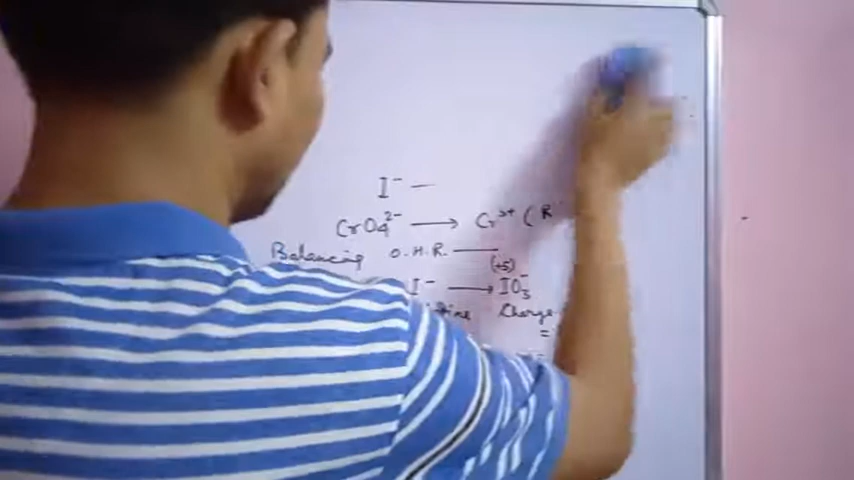 I⁻ —
CrO₄²⁻ ⟶ Cr³⁺ (R
Balancing O.H.R. —
(+5)
I⁻ ⟶ IO₃⁻
Charge
=